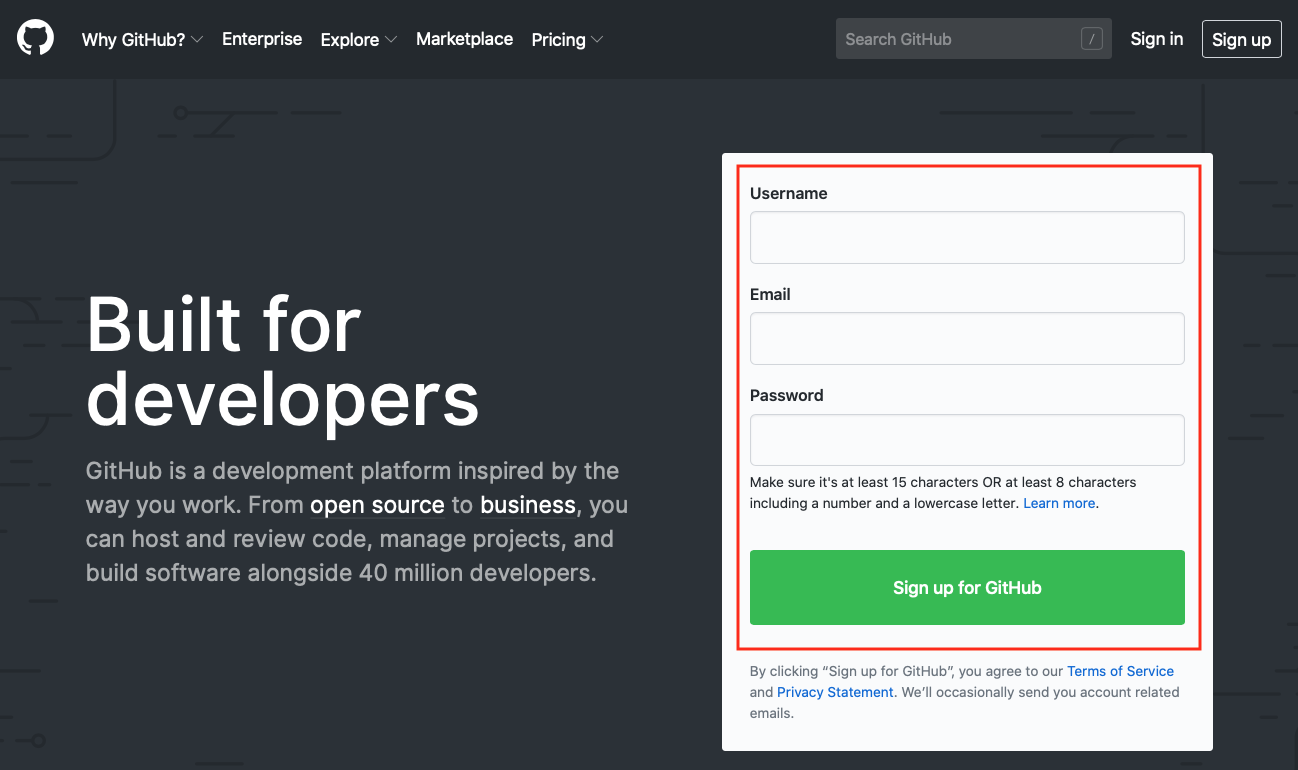 Why GitHub? Enterprise Explore Marketplace Pricing Search GitHub / Sign in Sign up
Built for
developers
GitHub is a development platform inspired by the
way you work. From open source to business, you
can host and review code, manage projects, and
build software alongside 40 million developers.
Username
Email
Password
Make sure it's at least 15 characters OR at least 8 characters
including a number and a lowercase letter. Learn more.
Sign up for GitHub
By clicking “Sign up for GitHub”, you agree to our Terms of Service
and Privacy Statement. We’ll occasionally send you account related
emails.